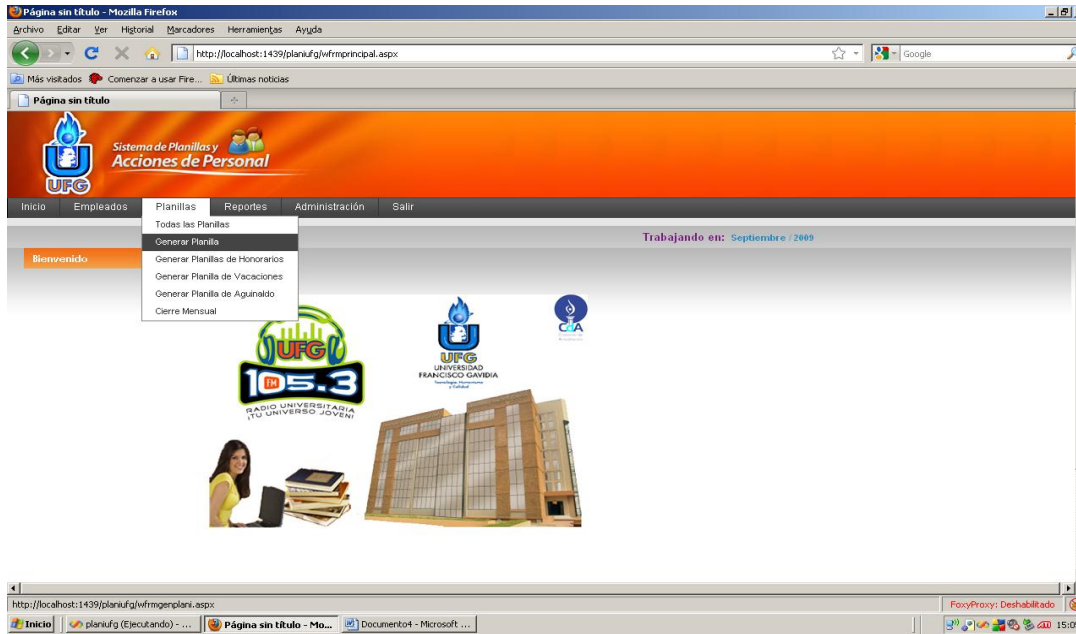 Página sin título - Mozilla Firefox
Archivo Editar Ver Historial Marcadores Herramientas Ayuda
http://localhost:1439/planiufg/wfrmprincipal.aspx
Google
Más visitados Comenzar a usar Fire... Últimas noticias
Página sin título
UFG
Sistema de Planillas y
Acciones de Personal
Inicio Empleados Planillas Reportes Administración Salir
Todas las Planillas
Generar Planilla
Generar Planillas de Honorarios
Generar Planilla de Vacaciones
Generar Planilla de Aguinaldo
Cierre Mensual
Trabajando en: Septiembre / 2009
Bienvenido
UFG
FM 105.3
RADIO UNIVERSITARIA
¡TU UNIVERSO JOVEN!
UFG
UNIVERSIDAD
FRANCISCO GAVIDIA
Tecnología, Humanismo
y Calidad
CdA
http://localhost:1439/planiufg/wfrmgenplani.aspx
FoxyProxy: Deshabilitado
Inicio planiufg (Ejecutando) - ... Página sin título - Mo... Documento4 - Microsoft ...